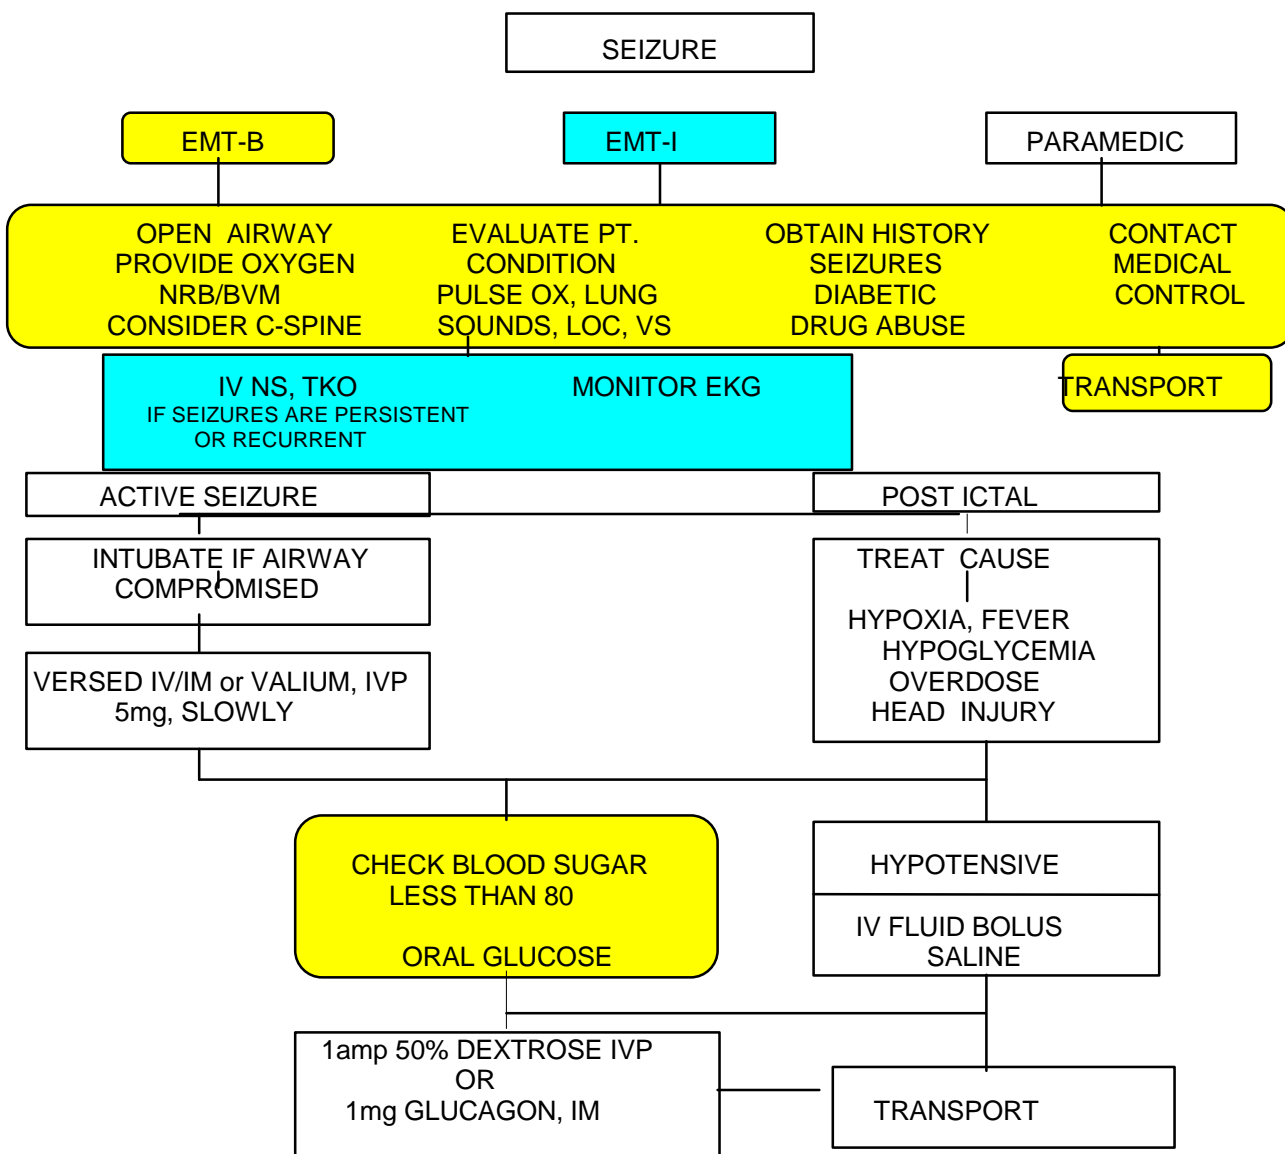 SEIZURE
EMT-B
EMT-I
PARAMEDIC
OPEN AIRWAY
PROVIDE OXYGEN
NRB/BVM
CONSIDER C-SPINE
EVALUATE PT.
CONDITION
PULSE OX, LUNG
SOUNDS, LOC, VS
OBTAIN HISTORY
SEIZURES
DIABETIC
DRUG ABUSE
CONTACT
MEDICAL
CONTROL
IV NS, TKO
IF SEIZURES ARE PERSISTENT
OR RECURRENT
MONITOR EKG
TRANSPORT
ACTIVE SEIZURE
POST ICTAL
INTUBATE IF AIRWAY
COMPROMISED
TREAT CAUSE
HYPOXIA, FEVER
HYPOGLYCEMIA
OVERDOSE
HEAD INJURY
VERSED IV/IM or VALIUM, IVP
5mg, SLOWLY
CHECK BLOOD SUGAR
LESS THAN 80
ORAL GLUCOSE
HYPOTENSIVE
IV FLUID BOLUS
SALINE
1amp 50% DEXTROSE IVP
OR
1mg GLUCAGON, IM
TRANSPORT